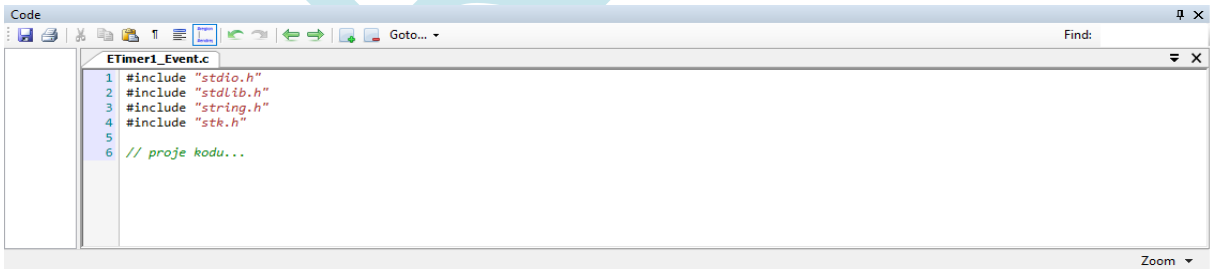 Code
Goto...
Find:
ETimer1_Event.c
1 #include "stdio.h"
2 #include "stdlib.h"
3 #include "string.h"
4 #include "stk.h"
5
6 // proje kodu...
Zoom